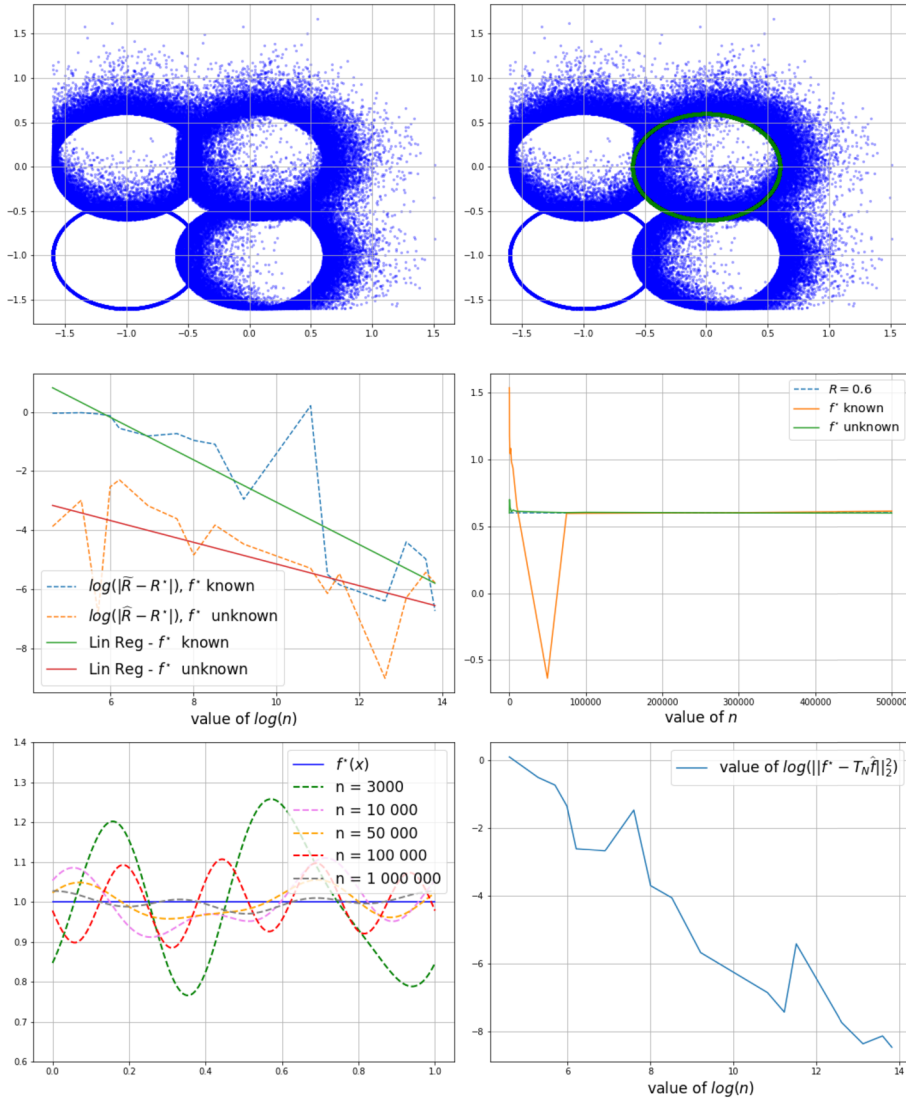 1.5
1.0
0.5
0.0
−0.5
−1.0
−1.5
−1.5 −1.0 −0.5 0.0 0.5 1.0 1.5
1.5
1.0
0.5
0.0
−0.5
−1.0
−1.5
−1.5 −1.0 −0.5 0.0 0.5 1.0 1.5
0
−2
−4
−6
−8
log(|R̃ − R*|), f* known
log(|R̂ − R*|), f* unknown
Lin Reg - f* known
Lin Reg - f* unknown
6 8 10 12 14
value of log(n)
1.5
1.0
0.5
0.0
−0.5
R = 0.6
f* known
f* unknown
0 100000 200000 300000 400000 500000
value of n
1.4
1.3
1.2
1.1
1.0
0.9
0.8
0.7
0.6
f*(x)
n = 3000
n = 10 000
n = 50 000
n = 100 000
n = 1 000 000
0.0 0.2 0.4 0.6 0.8 1.0
0
−2
−4
−6
−8
value of log(||f* − T_N f̂||₂²)
6 8 10 12 14
value of log(n)